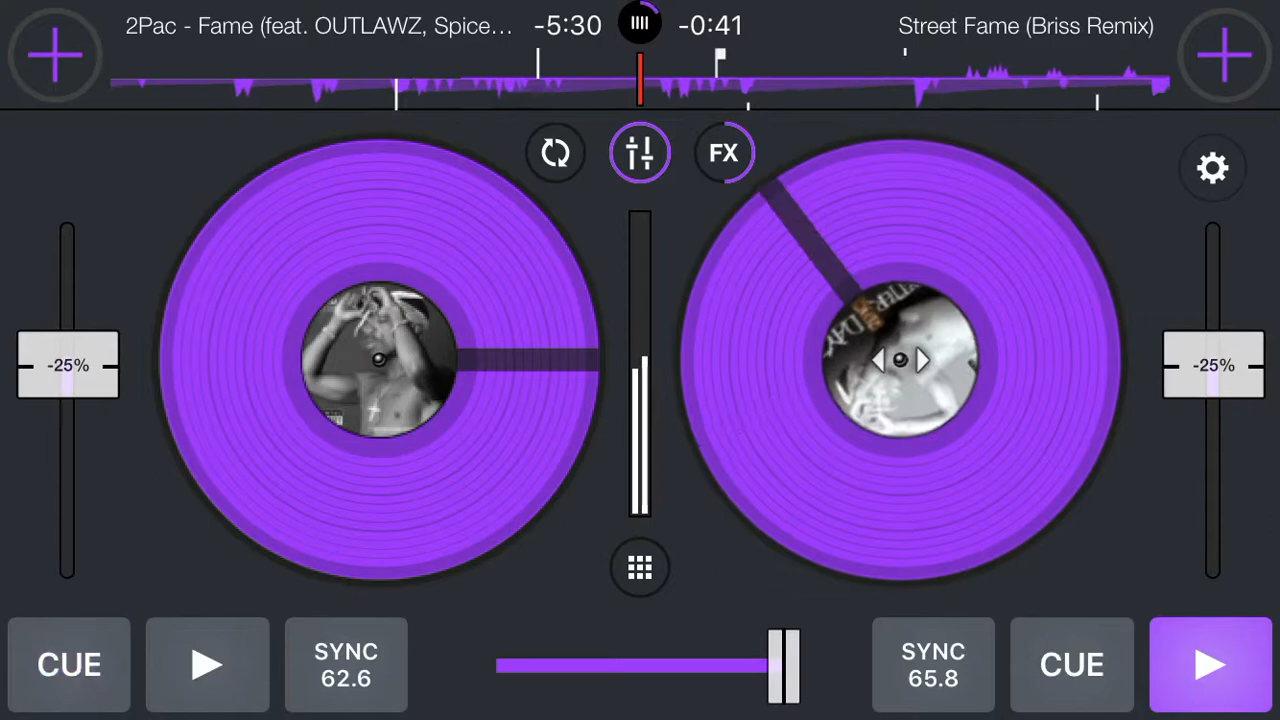 2Pac - Fame (feat. OUTLAWZ, Spice...
-5:30
-0:41
Street Fame (Briss Remix)
FX
-25%
-25%
CUE
SYNC
62.6
SYNC
65.8
CUE